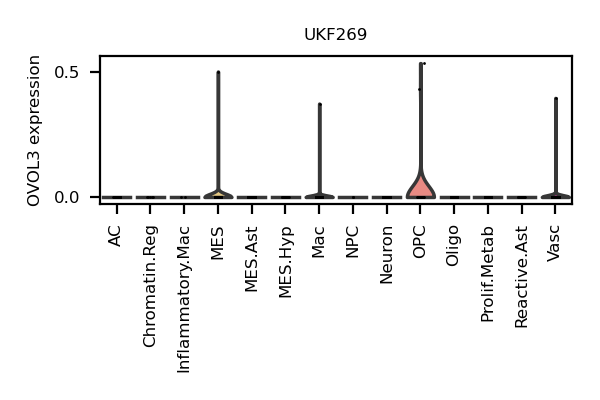 UKF269
OVOL3 expression
0.5
0.0
AC
Chromatin.Reg
Inflammatory.Mac
MES
MES.Ast
MES.Hyp
Mac
NPC
Neuron
OPC
Oligo
Prolif.Metab
Reactive.Ast
Vasc